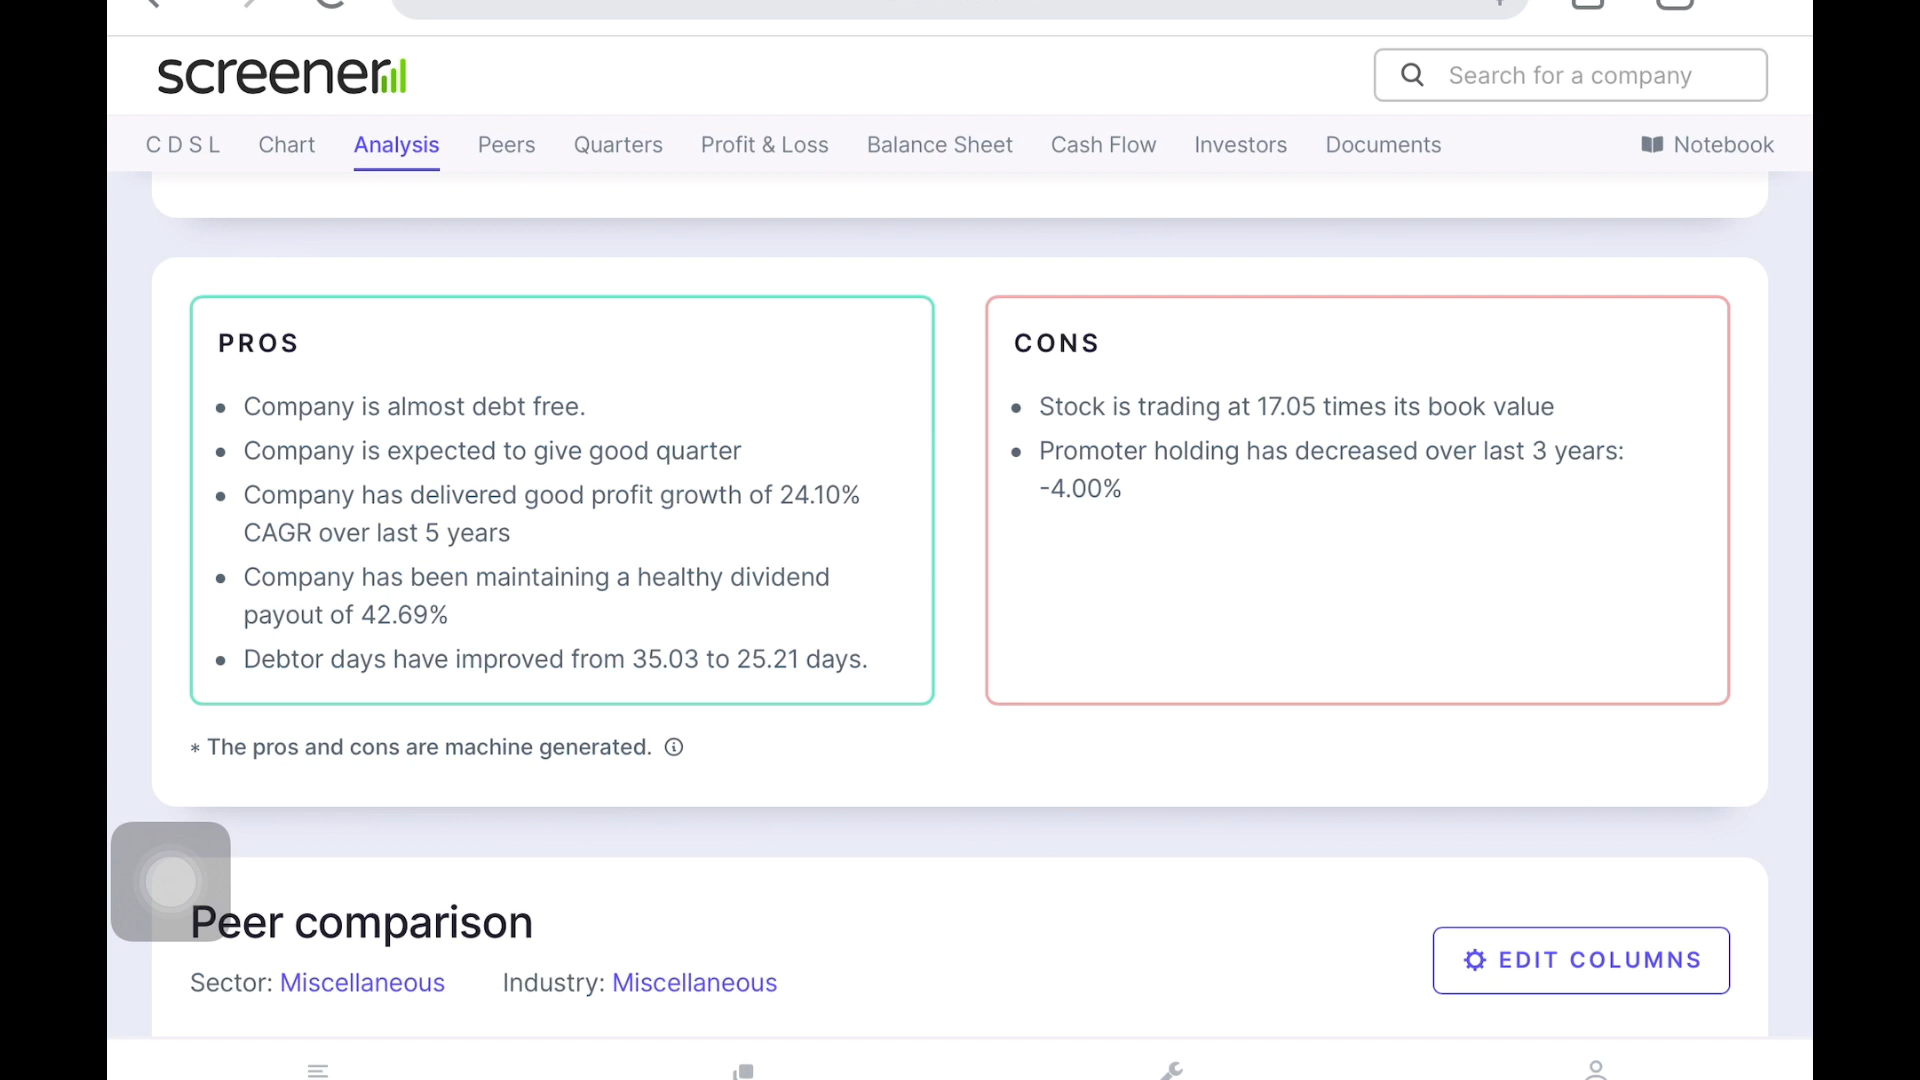 screener
Search for a company
C D S L Chart Analysis Peers Quarters Profit & Loss Balance Sheet Cash Flow Investors Documents Notebook
PROS
• Company is almost debt free.
• Company is expected to give good quarter
• Company has delivered good profit growth of 24.10%
CAGR over last 5 years
• Company has been maintaining a healthy dividend
payout of 42.69%
• Debtor days have improved from 35.03 to 25.21 days.
CONS
• Stock is trading at 17.05 times its book value
• Promoter holding has decreased over last 3 years:
-4.00%
* The pros and cons are machine generated.
Peer comparison
Sector: Miscellaneous Industry: Miscellaneous
EDIT COLUMNS